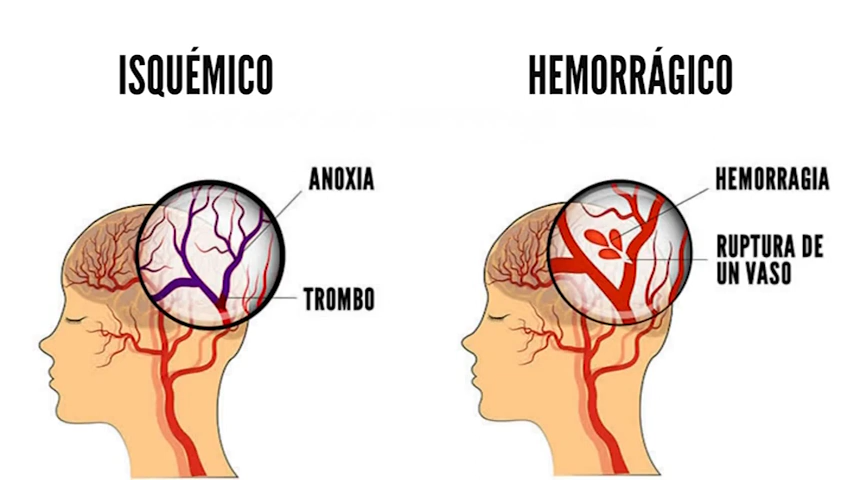 ISQUÉMICO
HEMORRÁGICO
ANOXIA
TROMBO
HEMORRAGIA
RUPTURA DE
UN VASO